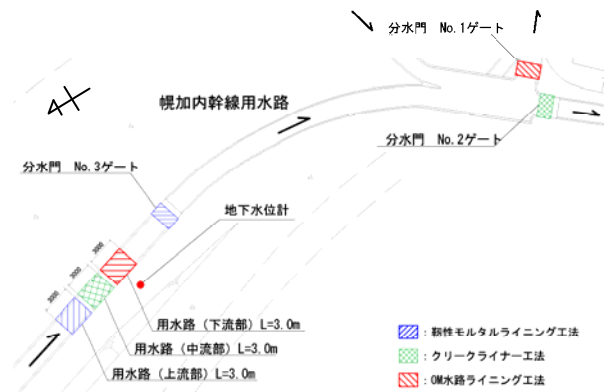 分水門　No.1ゲート
幌加内幹線用水路
分水門　No.2ゲート
分水門　No.3ゲート
地下水位計
3000
3000
3000
用水路（下流部）L=3.0m
用水路（中流部）L=3.0m
用水路（上流部）L=3.0m
：靭性モルタルライニング工法
：クリークライナー工法
：OM水路ライニング工法